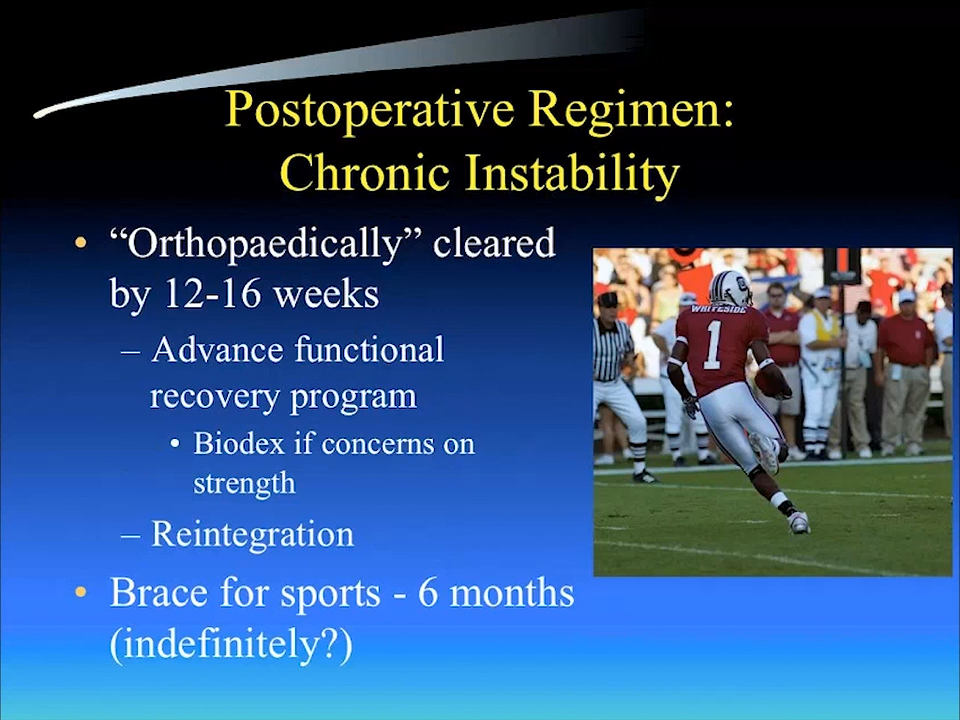 Postoperative Regimen:
Chronic Instability
• “Orthopaedically” cleared
by 12-16 weeks
– Advance functional
recovery program
• Biodex if concerns on
strength
– Reintegration
• Brace for sports - 6 months
(indefinitely?)
WHITESIDE
1